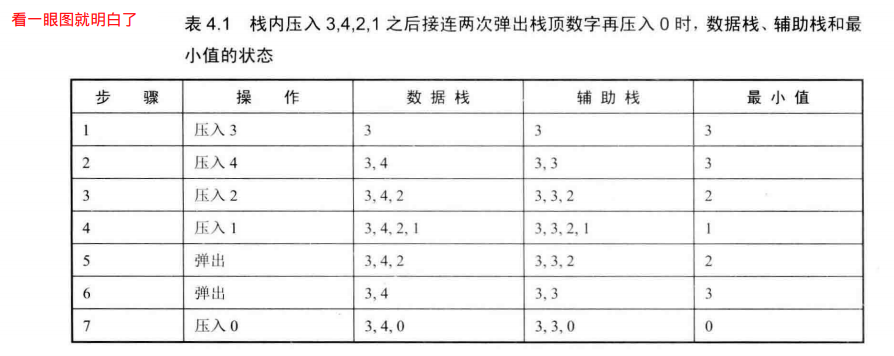 看一眼图就明白了
表 4.1 栈内压入 3,4,2,1 之后接连两次弹出栈顶数字再压入 0 时，数据栈、辅助栈和最
小值的状态
步 骤 操 作 数 据 栈 辅 助 栈 最 小 值
1 压入 3 3 3 3
2 压入 4 3, 4 3, 3 3
3 压入 2 3, 4, 2 3, 3, 2 2
4 压入 1 3, 4, 2, 1 3, 3, 2, 1 1
5 弹出 3, 4, 2 3, 3, 2 2
6 弹出 3, 4 3, 3 3
7 压入 0 3, 4, 0 3, 3, 0 0